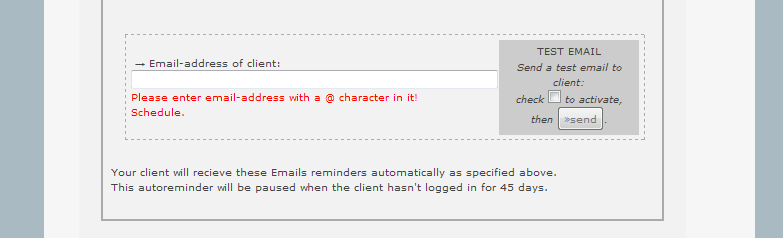 → Email-address of client:
Please enter email-address with a @ character in it!
Schedule.
TEST EMAIL
Send a test email to
client:
check to activate,
then »send .
Your client will recieve these Emails reminders automatically as specified above.
This autoreminder will be paused when the client hasn't logged in for 45 days.